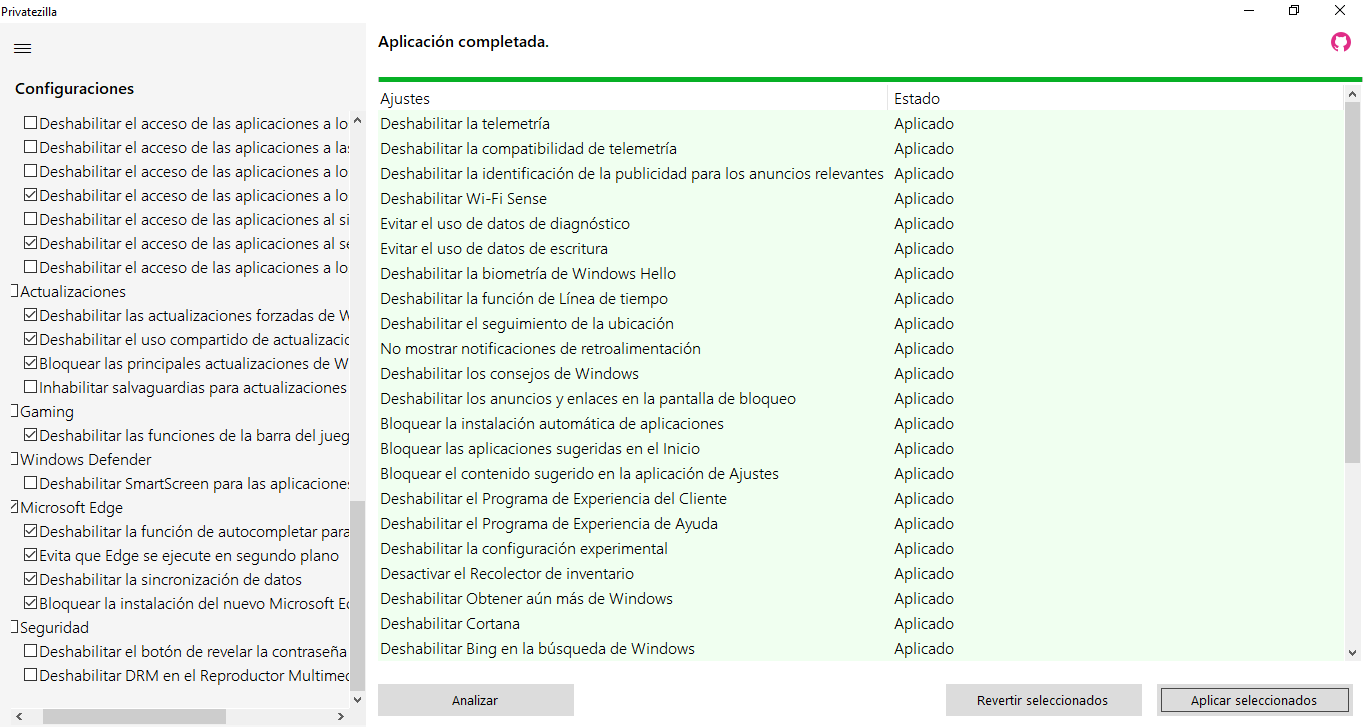 Privatezilla
Configuraciones
Deshabilitar el acceso de las aplicaciones a lo
Deshabilitar el acceso de las aplicaciones a las
Deshabilitar el acceso de las aplicaciones a lo
Deshabilitar el acceso de las aplicaciones a lo
Deshabilitar el acceso de las aplicaciones al si
Deshabilitar el acceso de las aplicaciones al se
Deshabilitar el acceso de las aplicaciones a lo
Actualizaciones
Deshabilitar las actualizaciones forzadas de W
Deshabilitar el uso compartido de actualizacio
Bloquear las principales actualizaciones de W
Inhabilitar salvaguardias para actualizaciones
Gaming
Deshabilitar las funciones de la barra del jueg
Windows Defender
Deshabilitar SmartScreen para las aplicaciones
Microsoft Edge
Deshabilitar la función de autocompletar para
Evita que Edge se ejecute en segundo plano
Deshabilitar la sincronización de datos
Bloquear la instalación del nuevo Microsoft Ed
Seguridad
Deshabilitar el botón de revelar la contraseña
Deshabilitar DRM en el Reproductor Multimed
Aplicación completada.
Ajustes Estado
Deshabilitar la telemetría Aplicado
Deshabilitar la compatibilidad de telemetría Aplicado
Deshabilitar la identificación de la publicidad para los anuncios relevantes Aplicado
Deshabilitar Wi-Fi Sense Aplicado
Evitar el uso de datos de diagnóstico Aplicado
Evitar el uso de datos de escritura Aplicado
Deshabilitar la biometría de Windows Hello Aplicado
Deshabilitar la función de Línea de tiempo Aplicado
Deshabilitar el seguimiento de la ubicación Aplicado
No mostrar notificaciones de retroalimentación Aplicado
Deshabilitar los consejos de Windows Aplicado
Deshabilitar los anuncios y enlaces en la pantalla de bloqueo Aplicado
Bloquear la instalación automática de aplicaciones Aplicado
Bloquear las aplicaciones sugeridas en el Inicio Aplicado
Bloquear el contenido sugerido en la aplicación de Ajustes Aplicado
Deshabilitar el Programa de Experiencia del Cliente Aplicado
Deshabilitar el Programa de Experiencia de Ayuda Aplicado
Deshabilitar la configuración experimental Aplicado
Desactivar el Recolector de inventario Aplicado
Deshabilitar Obtener aún más de Windows Aplicado
Deshabilitar Cortana Aplicado
Deshabilitar Bing en la búsqueda de Windows Aplicado
Analizar Revertir seleccionados Aplicar seleccionados